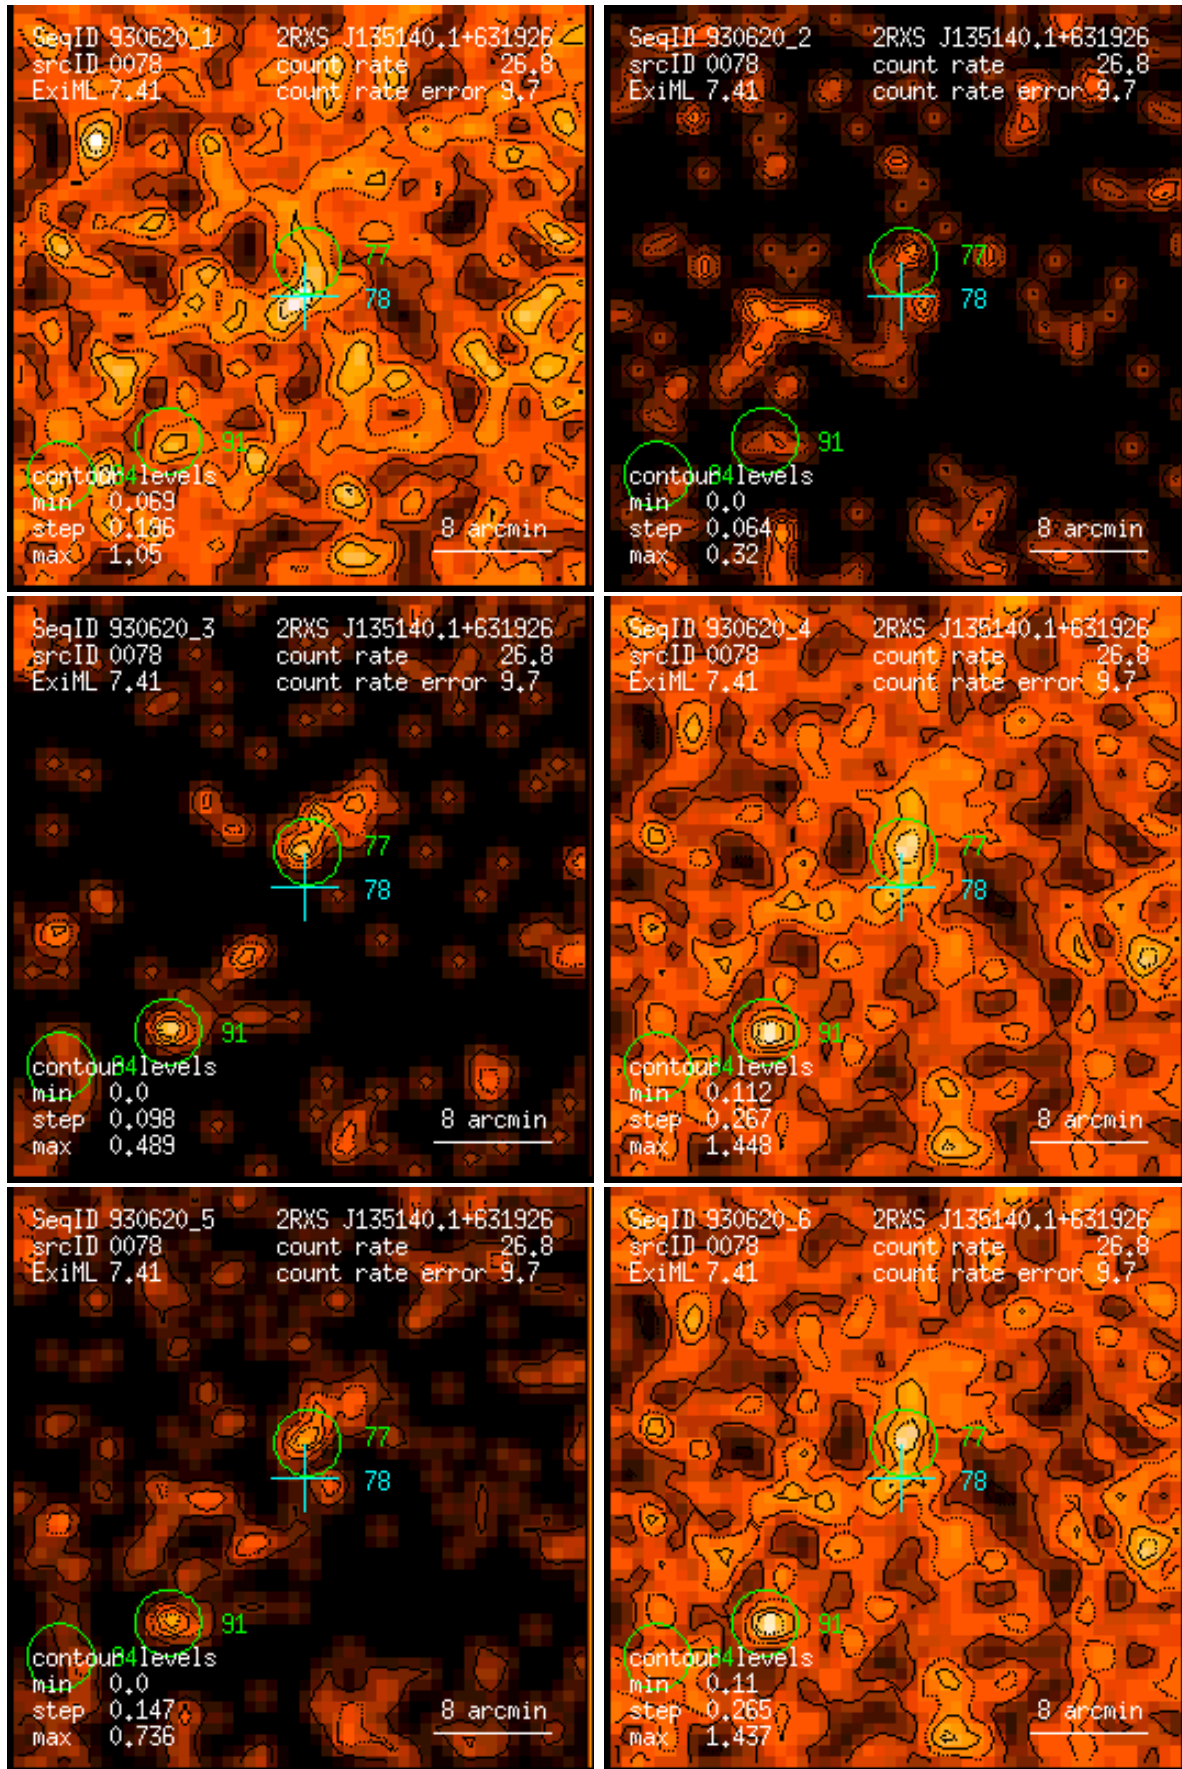 SeqID 930620_1 2RXS J135140.1+631926
srcID 0078 count rate 26.8
ExiML 7.41 count rate error 9.7
77
78
91
contour levels
min 0.069
step 0.196
max 1.05
8 arcmin
SeqID 930620_2 2RXS J135140.1+631926
srcID 0078 count rate 26.8
ExiML 7.41 count rate error 9.7
77
78
91
contour levels
min 0.0
step 0.064
max 0.32
8 arcmin
SeqID 930620_3 2RXS J135140.1+631926
srcID 0078 count rate 26.8
ExiML 7.41 count rate error 9.7
77
78
91
contour levels
min 0.0
step 0.098
max 0.489
8 arcmin
SeqID 930620_4 2RXS J135140.1+631926
srcID 0078 count rate 26.8
ExiML 7.41 count rate error 9.7
77
78
91
contour levels
min 0.112
step 0.267
max 1.448
8 arcmin
SeqID 930620_5 2RXS J135140.1+631926
srcID 0078 count rate 26.8
ExiML 7.41 count rate error 9.7
77
78
91
contour levels
min 0.0
step 0.147
max 0.736
8 arcmin
SeqID 930620_6 2RXS J135140.1+631926
srcID 0078 count rate 26.8
ExiML 7.41 count rate error 9.7
77
78
91
contour levels
min 0.11
step 0.265
max 1.437
8 arcmin